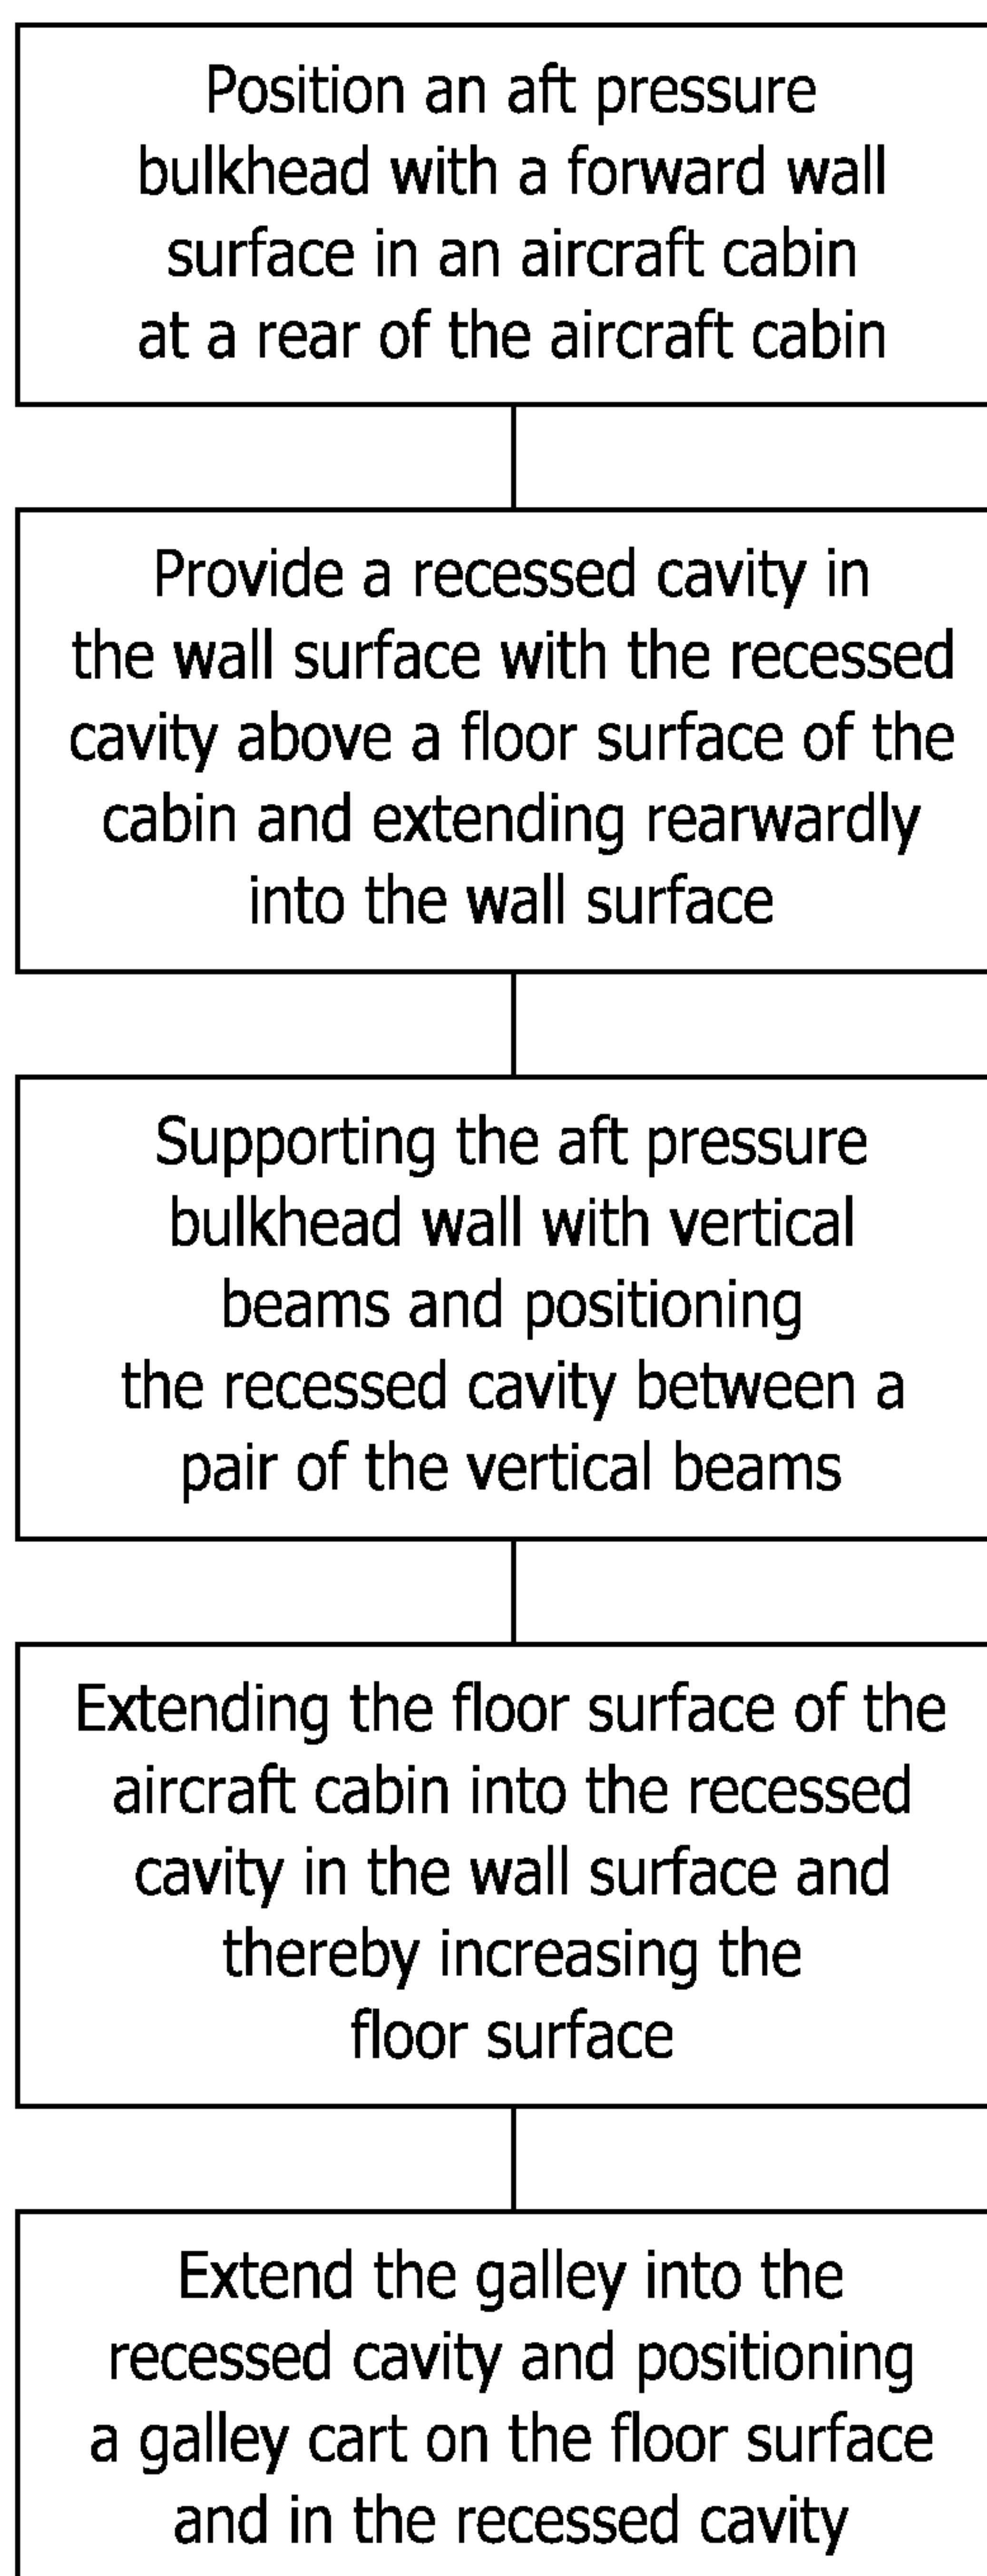 Position an aft pressure
bulkhead with a forward wall
surface in an aircraft cabin
at a rear of the aircraft cabin
Provide a recessed cavity in
the wall surface with the recessed
cavity above a floor surface of the
cabin and extending rearwardly
into the wall surface
Supporting the aft pressure
bulkhead wall with vertical
beams and positioning
the recessed cavity between a
pair of the vertical beams
Extending the floor surface of the
aircraft cabin into the recessed
cavity in the wall surface and
thereby increasing the
floor surface
Extend the galley into the
recessed cavity and positioning
a galley cart on the floor surface
and in the recessed cavity